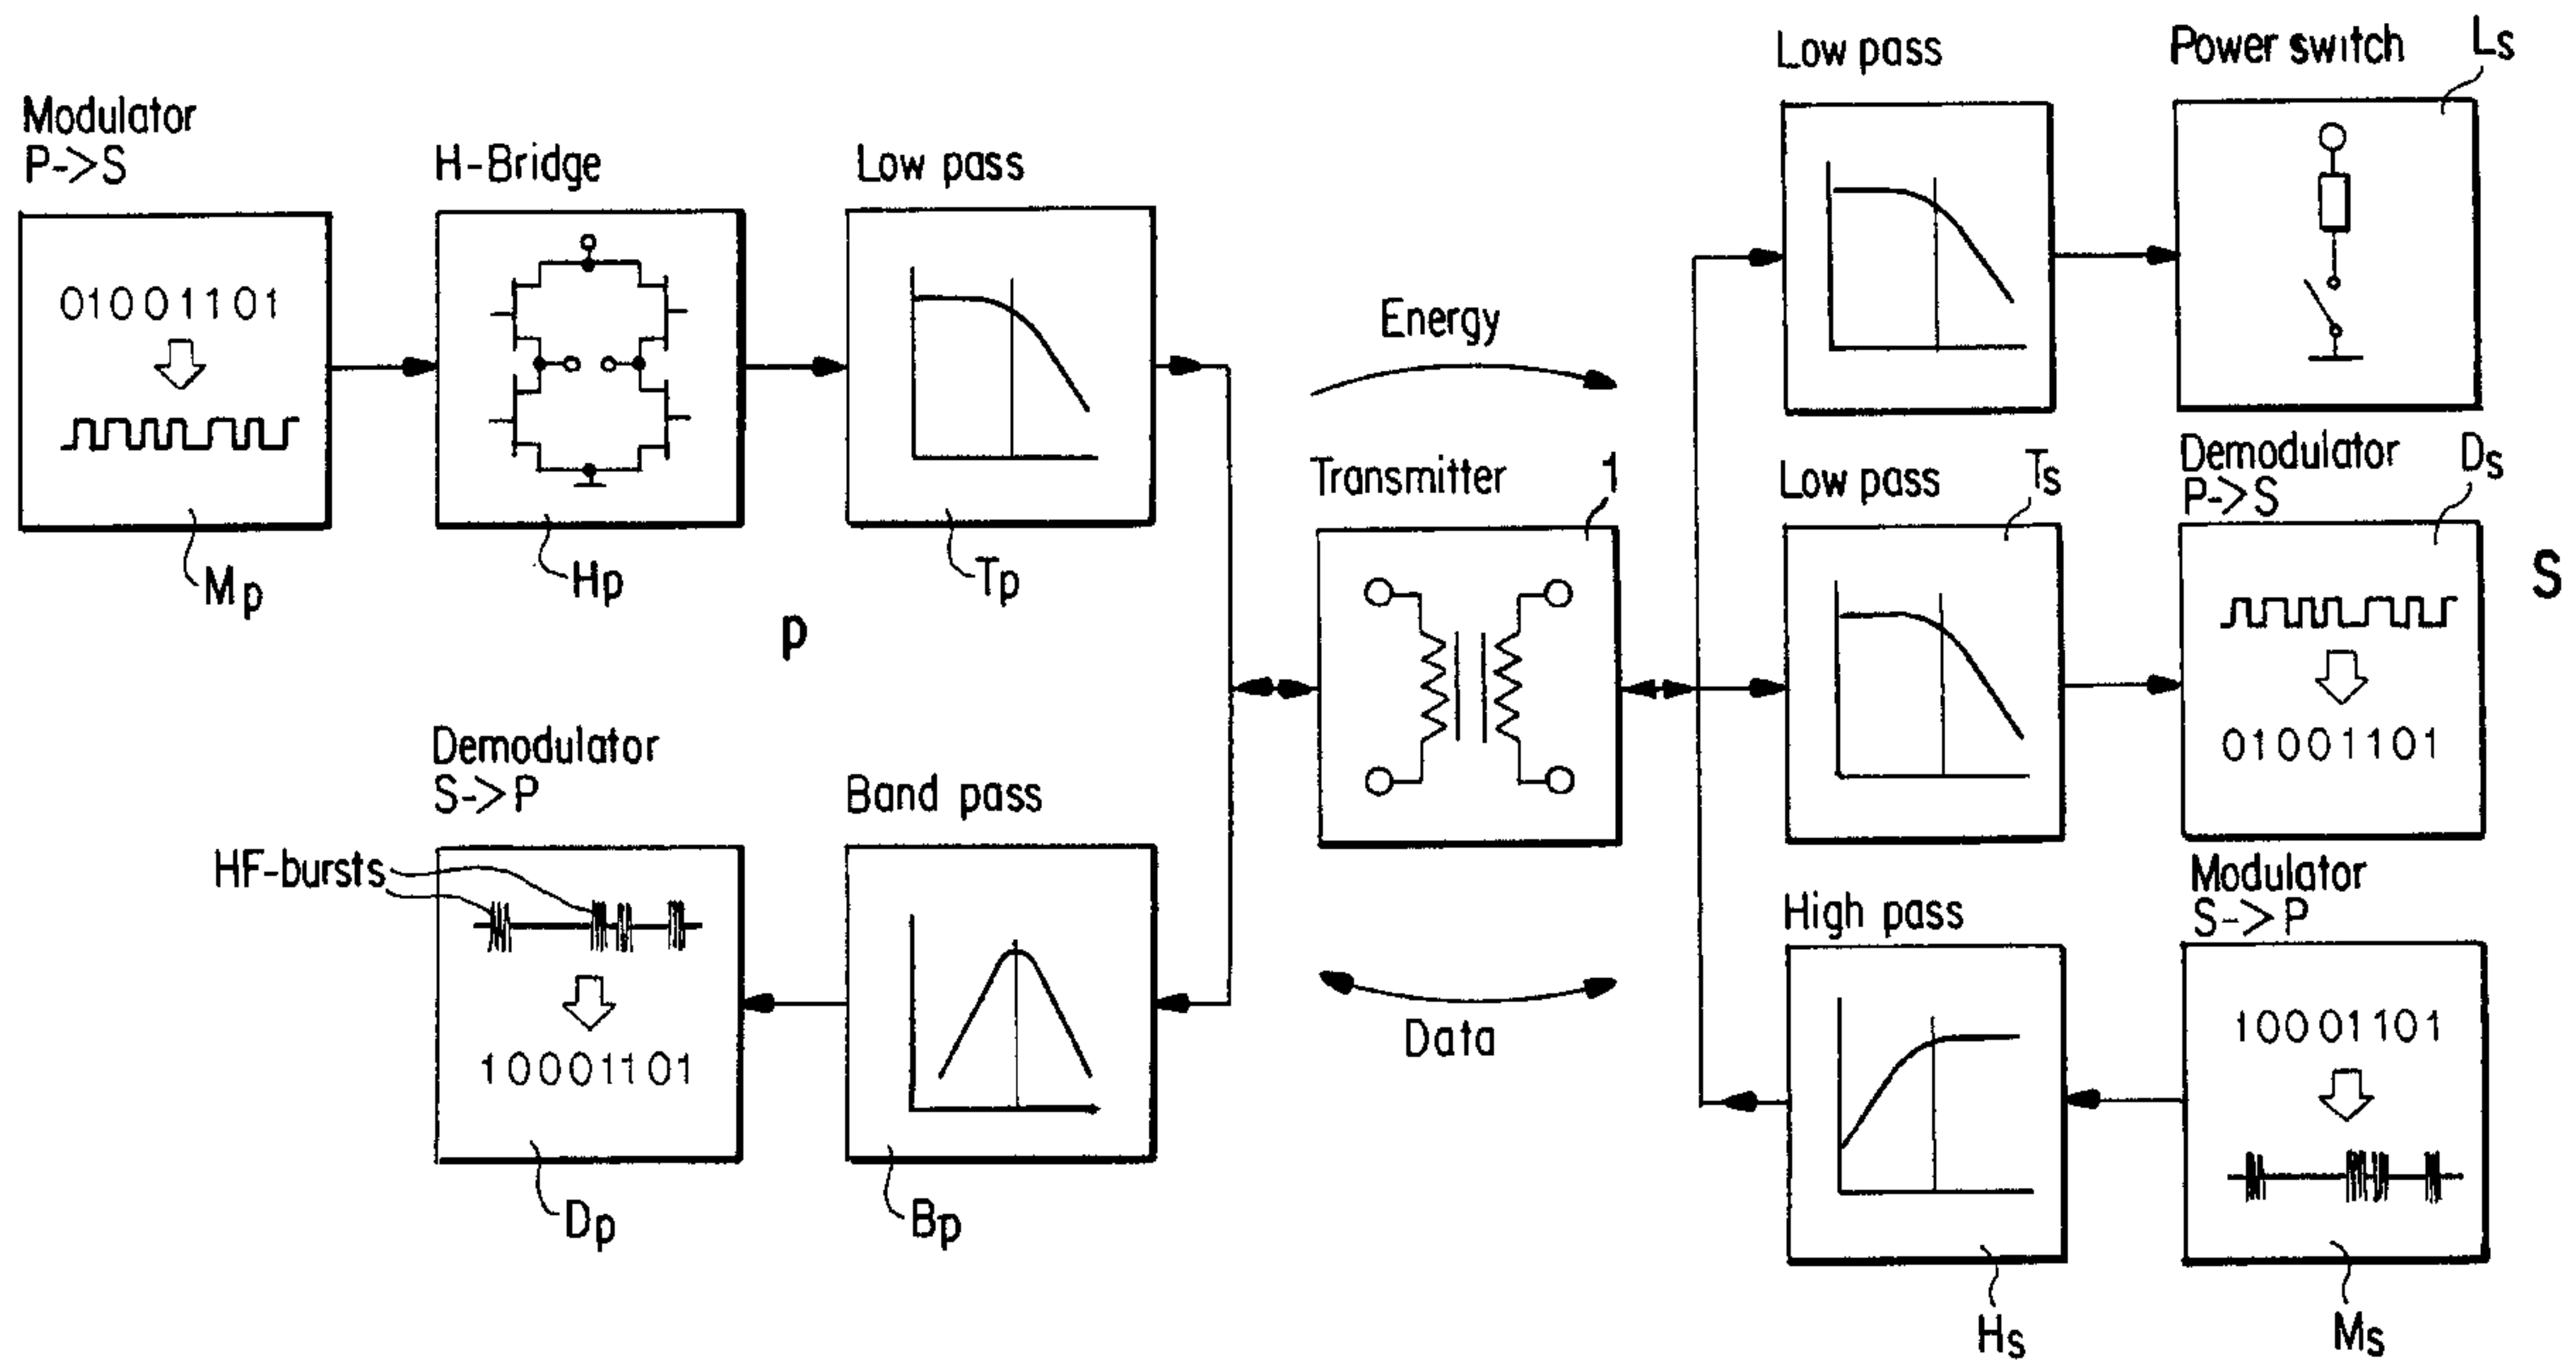 Modulator
P->S
01001101
Mp
H-Bridge
Hp
Low pass
Tp
p
Demodulator
S->P
HF-bursts
10001101
Dp
Band pass
Bp
Energy
Transmitter
1
Data
Low pass
Power switch
Ls
Low pass
Ts
Demodulator
P->S
Ds
01001101
S
High pass
Hs
Modulator
S->P
10001101
Ms